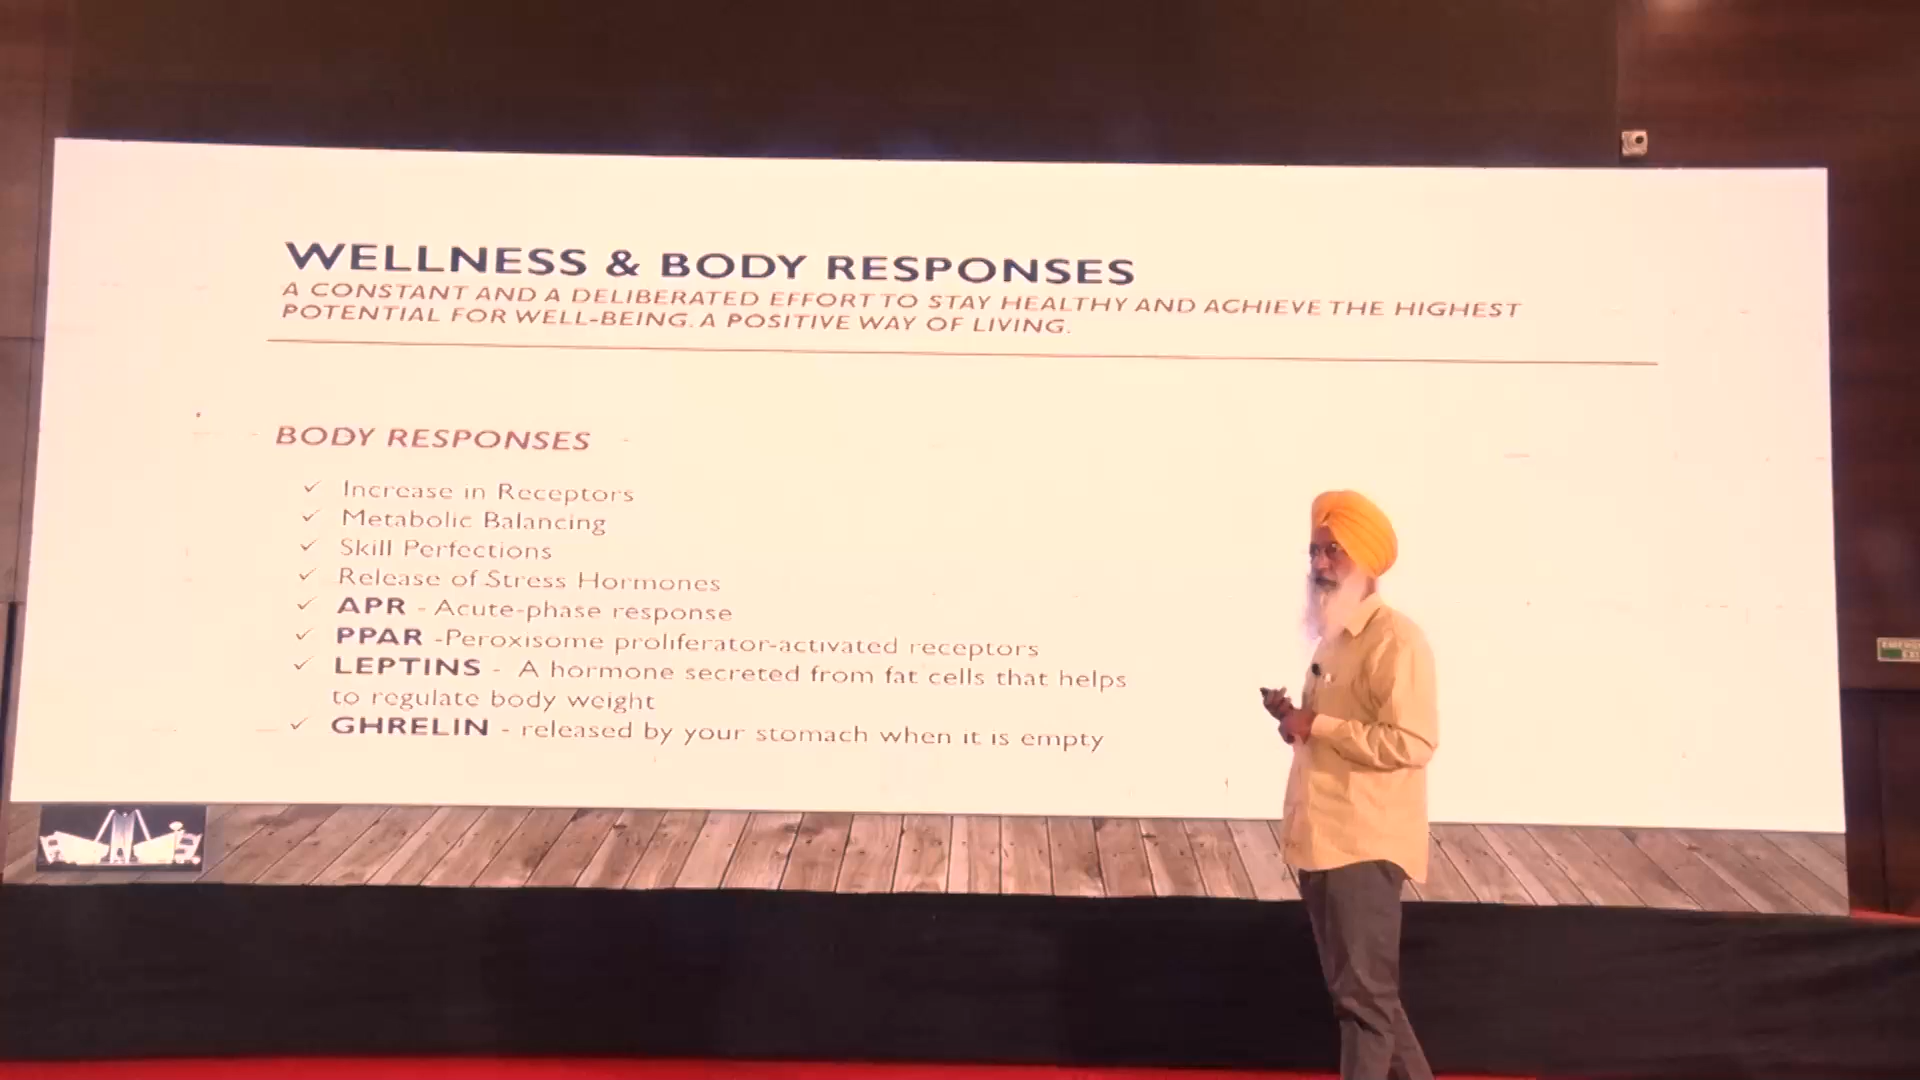 WELLNESS & BODY RESPONSES
A CONSTANT AND A DELIBERATED EFFORT TO STAY HEALTHY AND ACHIEVE THE HIGHEST
POTENTIAL FOR WELL-BEING. A POSITIVE WAY OF LIVING.
BODY RESPONSES
✓ Increase in Receptors
✓ Metabolic Balancing
✓ Skill Perfections
✓ Release of Stress Hormones
✓ APR - Acute-phase response
✓ PPAR -Peroxisome proliferator-activated receptors
✓ LEPTINS - A hormone secreted from fat cells that helps
to regulate body weight
✓ GHRELIN - released by your stomach when it is empty